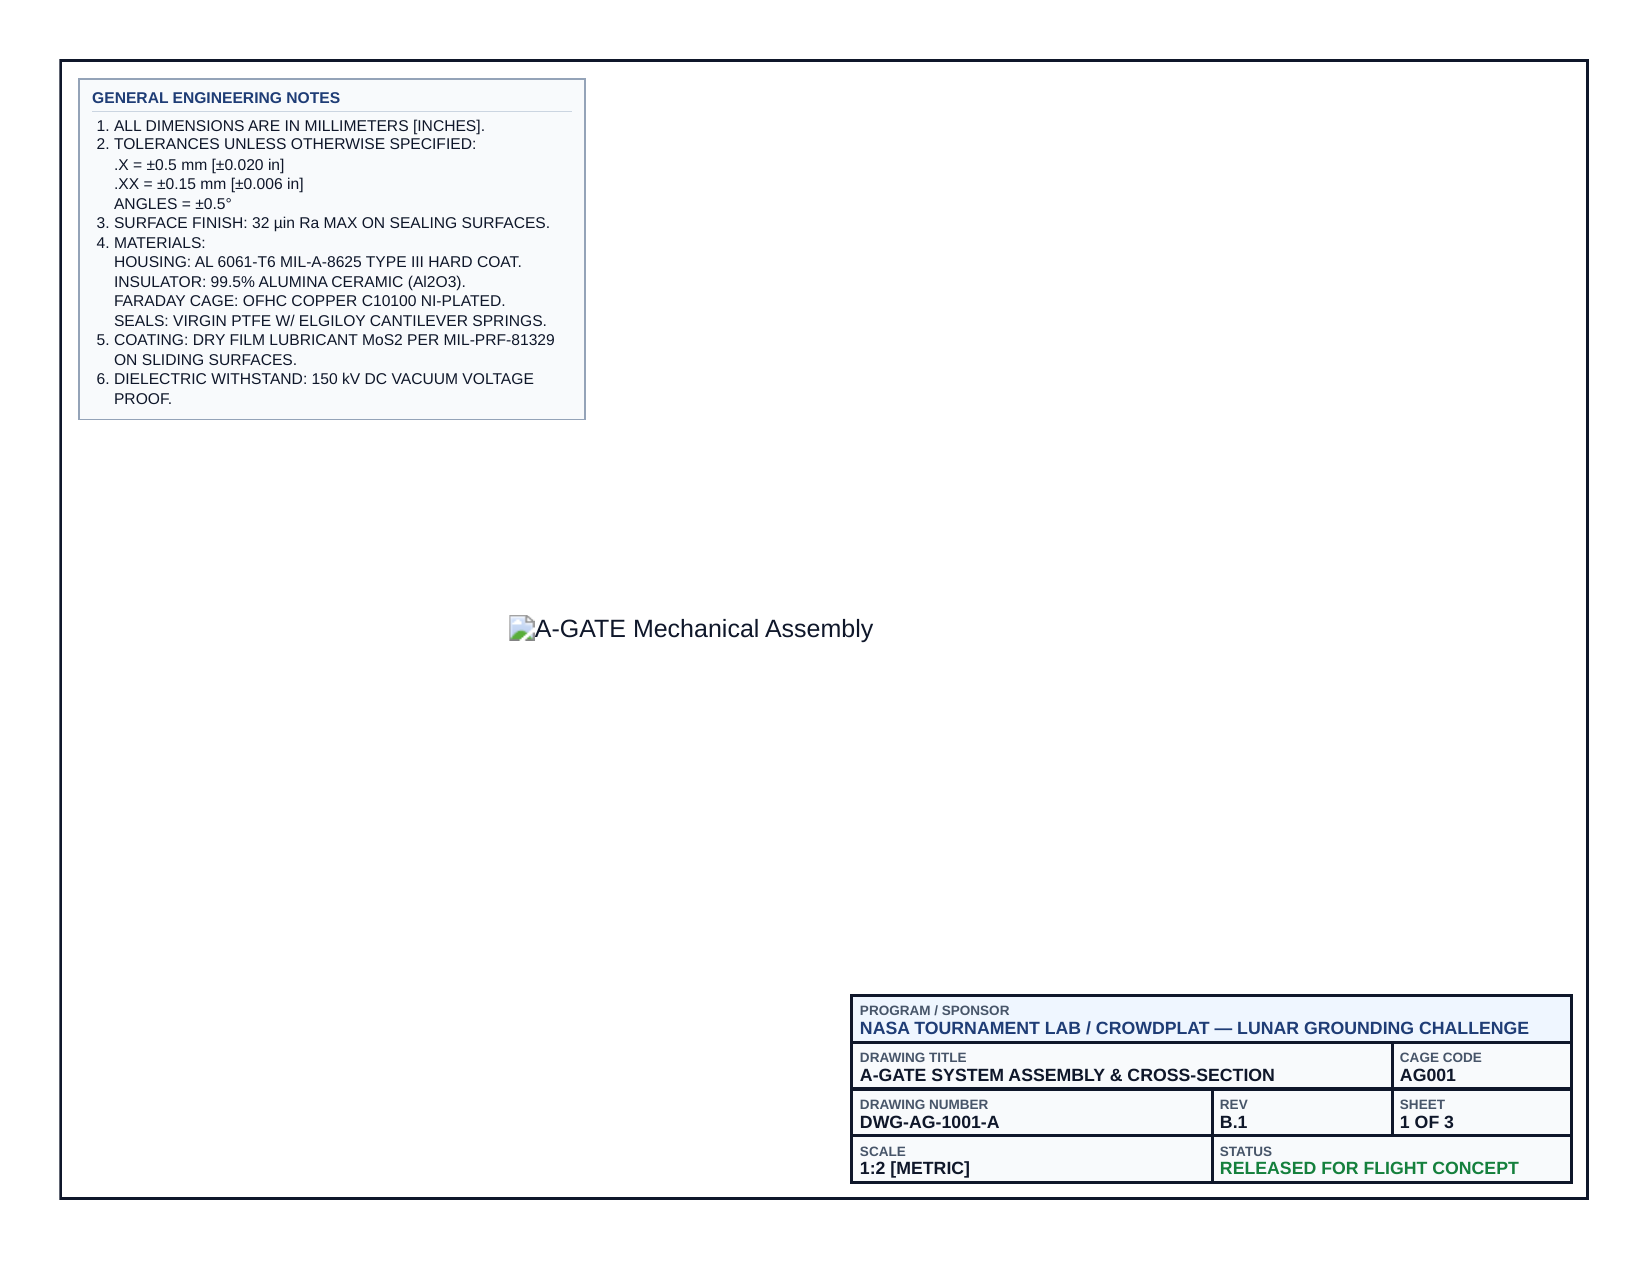 GENERAL ENGINEERING NOTES
1. ALL DIMENSIONS ARE IN MILLIMETERS [INCHES].
2. TOLERANCES UNLESS OTHERWISE SPECIFIED:
.X = ±0.5 mm [±0.020 in]
.XX = ±0.15 mm [±0.006 in]
ANGLES = ±0.5°
3. SURFACE FINISH: 32 µin Ra MAX ON SEALING SURFACES.
4. MATERIALS:
HOUSING: AL 6061-T6 MIL-A-8625 TYPE III HARD COAT.
INSULATOR: 99.5% ALUMINA CERAMIC (Al2O3).
FARADAY CAGE: OFHC COPPER C10100 NI-PLATED.
SEALS: VIRGIN PTFE W/ ELGILOY CANTILEVER SPRINGS.
5. COATING: DRY FILM LUBRICANT MoS2 PER MIL-PRF-81329
ON SLIDING SURFACES.
6. DIELECTRIC WITHSTAND: 150 kV DC VACUUM VOLTAGE
PROOF.
A-GATE Mechanical Assembly
PROGRAM / SPONSOR
NASA TOURNAMENT LAB / CROWDPLAT — LUNAR GROUNDING CHALLENGE
DRAWING TITLE
A-GATE SYSTEM ASSEMBLY & CROSS-SECTION
CAGE CODE
AG001
DRAWING NUMBER
DWG-AG-1001-A
REV
B.1
SHEET
1 OF 3
SCALE
1:2 [METRIC]
STATUS
RELEASED FOR FLIGHT CONCEPT